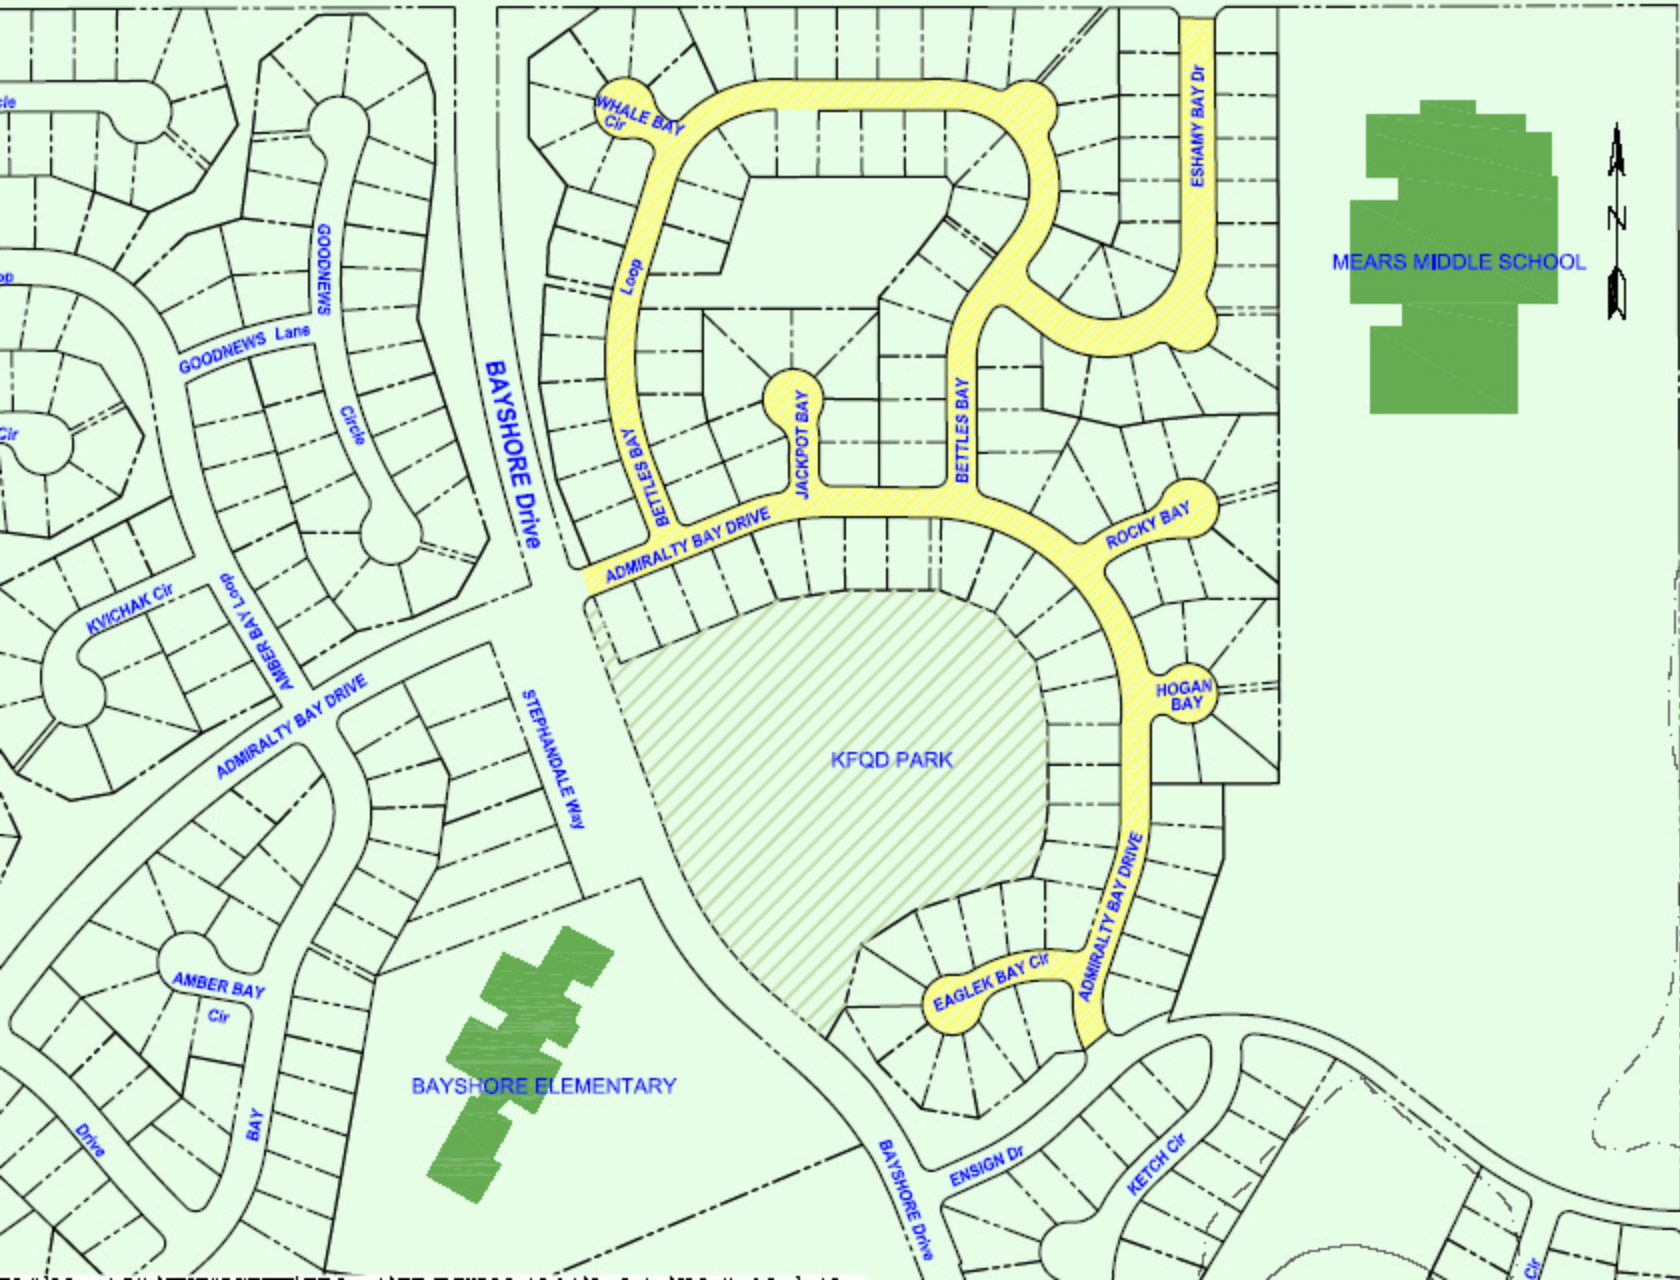 cle
WHALE BAY
Cir
ESHAMY BAY Dr
N
MEARS MIDDLE SCHOOL
GOODNEWS
op
Loop
GOODNEWS Lane
BAYSHORE Drive
Circle
Cir
BETTLES BAY
JACKPOT BAY
BETTLES BAY
ROCKY BAY
ADMIRALTY BAY DRIVE
KVICHAK Cir
AMBER BAY Loop
ADMIRALTY BAY DRIVE
STEPHANDALE Way
HOGAN
BAY
KFQD PARK
ADMIRALTY BAY DRIVE
EAGLEK BAY Cir
AMBER BAY
Cir
BAYSHORE ELEMENTARY
Drive
BAY
BAYSHORE Drive
ENSIGN Dr
KETCH Cir
Cir